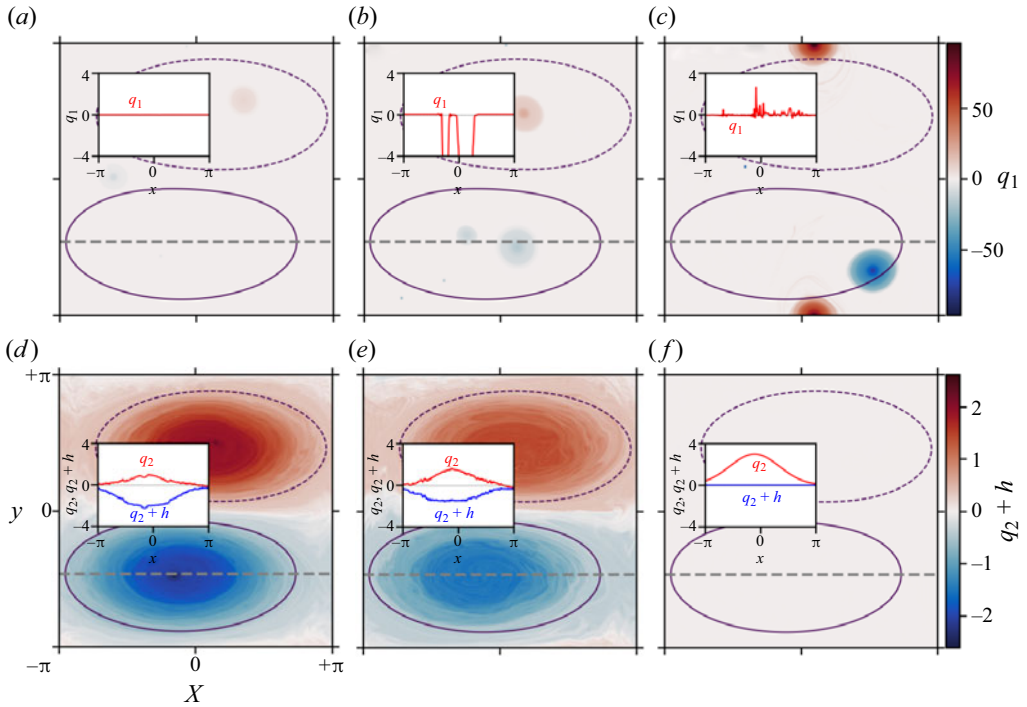 (a) (b) (c)
4 4 4
q₁ 0 q₁ q₁ 0 q₁ q₁ 0 q₁
−4 −4 −4
−π 0 π −π 0 π −π 0 π
x x x
50
0 q₁
−50
(d) (e) (f)
+π
4 4 4
q₂, q₂ + h 0 q₂ q₂, q₂ + h 0 q₂ q₂, q₂ + h 0 q₂
q₂ + h q₂ + h q₂ + h
−4 −4 −4
−π 0 π −π 0 π −π 0 π
x x x
y 0
−π 0 +π
X
2
1
0 q₂ + h
−1
−2